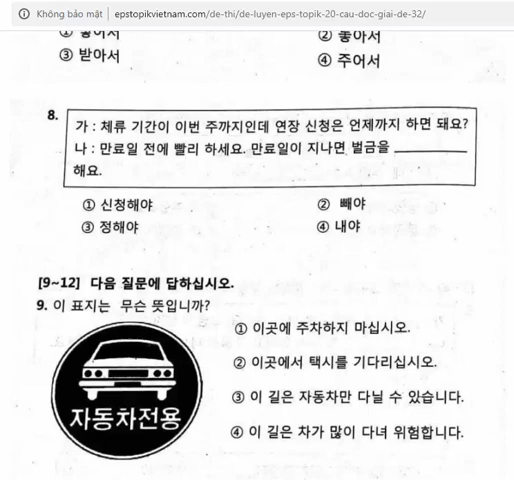 Không bảo mật | epstopikvietnam.com/de-thi/de-luyen-eps-topik-20-cau-doc-giai-de-32/
② 좋아서
③ 받아서
④ 주어서
8.
가 : 체류 기간이 이번 주까지인데 연장 신청은 언제까지 하면 돼요?
나 : 만료일 전에 빨리 하세요. 만료일이 지나면 벌금을 ________
해요.
① 신청해야 ② 빼야
③ 정해야 ④ 내야
[9~12] 다음 질문에 답하십시오.
9. 이 표지는 무슨 뜻입니까?
자동차전용
① 이곳에 주차하지 마십시오.
② 이곳에서 택시를 기다리십시오.
③ 이 길은 자동차만 다닐 수 있습니다.
④ 이 길은 차가 많이 다녀 위험합니다.